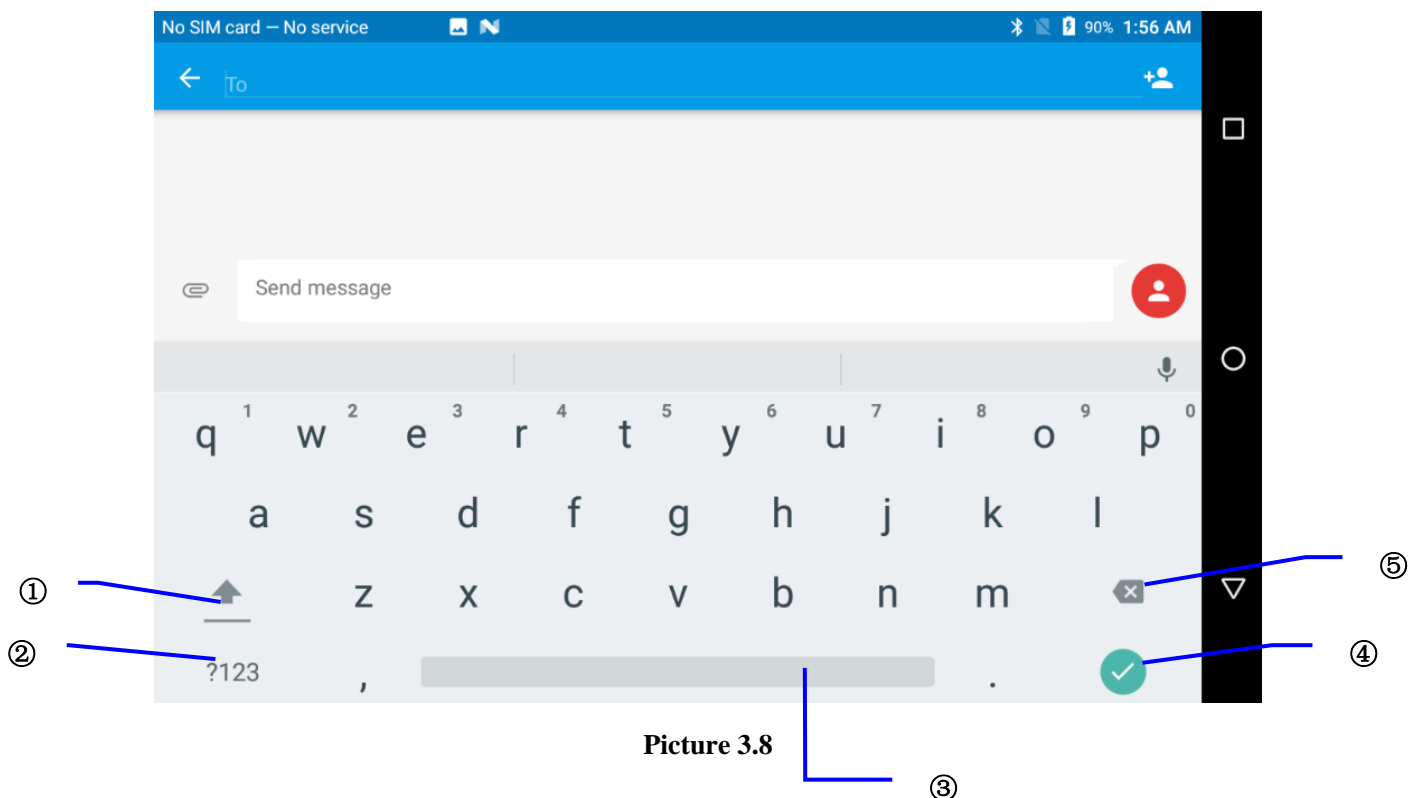 No SIM card — No service 90% 1:56 AM
To
Send message
1 2 3 4 5 6 7 8 9 0
q w e r t y u i o p
a s d f g h j k l
⑤
① z x c v b n m
② ?123 , . ④
Picture 3.8
③